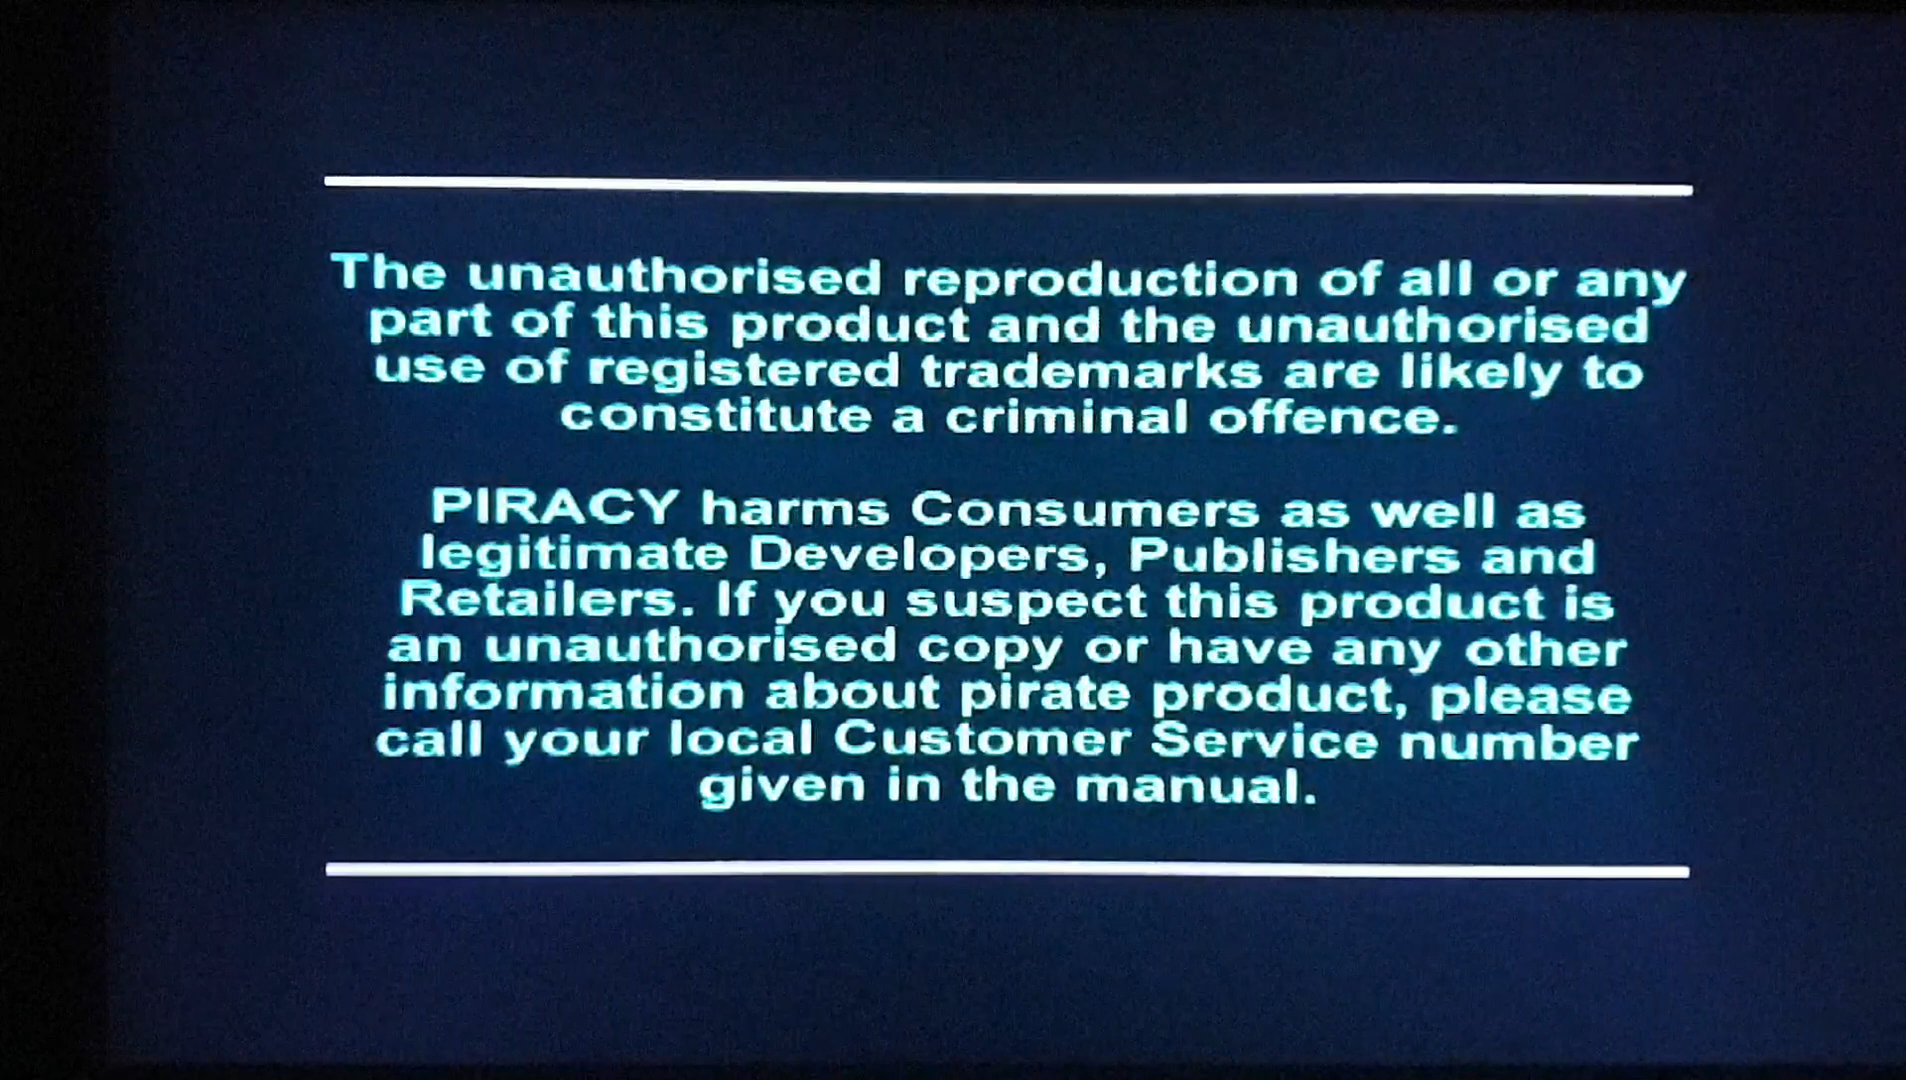 The unauthorised reproduction of all or any
part of this product and the unauthorised
use of registered trademarks are likely to
constitute a criminal offence.
PIRACY harms Consumers as well as
legitimate Developers, Publishers and
Retailers. If you suspect this product is
an unauthorised copy or have any other
information about pirate product, please
call your local Customer Service number
given in the manual.